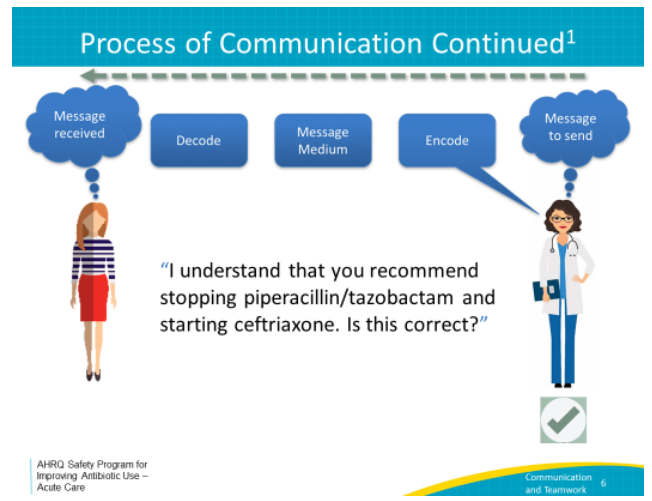 Process of Communication Continued1
Message
received
Decode
Message
Medium
Encode
Message
to send
“I understand that you recommend
stopping piperacillin/tazobactam and
starting ceftriaxone. Is this correct?”
AHRQ Safety Program for
Improving Antibiotic Use –
Acute Care
Communication
and Teamwork
6